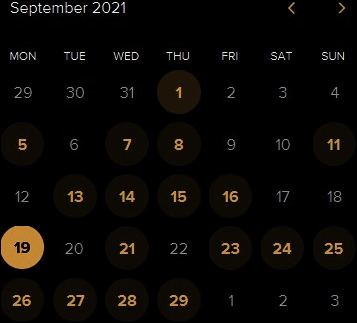 September 2021
MON TUE WED THU FRI SAT SUN
29 30 31 1 2 3 4
5 6 7 8 9 10 11
12 13 14 15 16 17 18
19 20 21 22 23 24 25
26 27 28 29 1 2 3